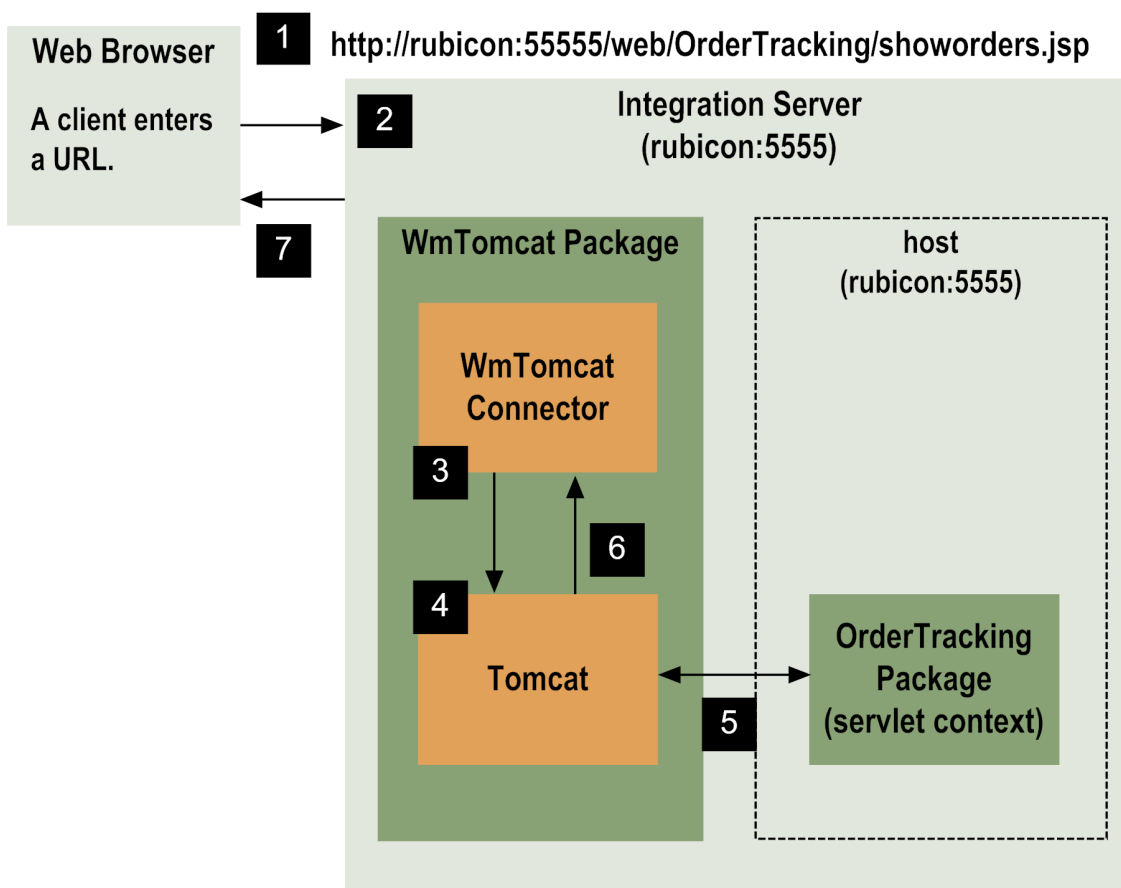 1
http://rubicon:55555/web/OrderTracking/showorders.jsp
Web Browser
A client enters
a URL.
2
Integration Server
(rubicon:5555)
7
WmTomcat Package
host
(rubicon:5555)
WmTomcat
Connector
3
6
4
Tomcat
5
OrderTracking
Package
(servlet context)